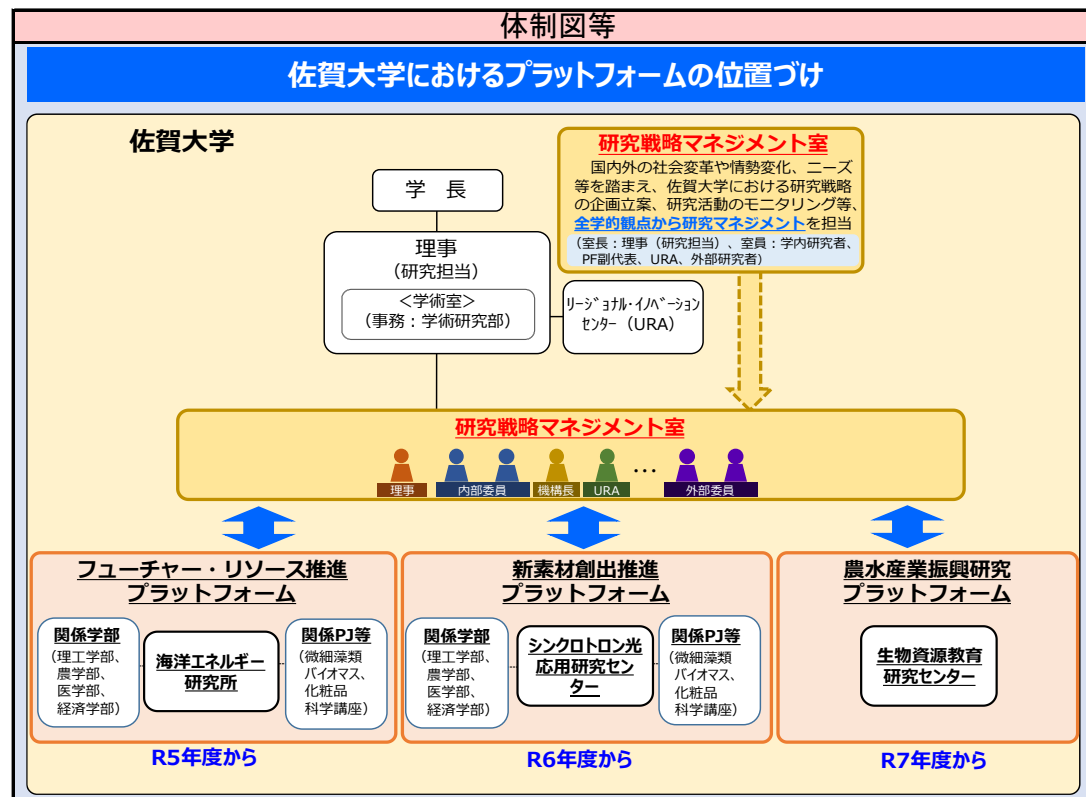 体制図等
佐賀大学におけるプラットフォームの位置づけ
佐賀大学
研究戦略マネジメント室
国内外の社会変革や情勢変化、ニーズ
等を踏まえ、佐賀大学における研究戦略
の企画立案、研究活動のモニタリング等、
全学的観点から研究マネジメントを担当
（室長：理事（研究担当）、室員：学内研究者、
PF副代表、URA、外部研究者）
学　長
理事
（研究担当）
＜学術室＞
（事務：学術研究部）
ﾘｰｼﾞｮﾅﾙ･ｲﾉﾍﾞｰｼｮﾝ
ｾﾝﾀｰ（URA）
研究戦略マネジメント室
…
理事　内部委員　機構長　URA　外部委員
フューチャー・リソース推進
プラットフォーム
関係学部
（理工学部、
農学部、
医学部、
経済学部）
海洋エネルギー
研究所
関係PJ等
（微細藻類
バイオマス、
化粧品
科学講座）
R5年度から
新素材創出推進
プラットフォーム
関係学部
（理工学部、
農学部、
医学部、
経済学部）
シンクロトロン光
応用研究セン
ター
関係PJ等
（微細藻類
バイオマス、
化粧品
科学講座）
R6年度から
農水産業振興研究
プラットフォーム
生物資源教育
研究センター
R7年度から